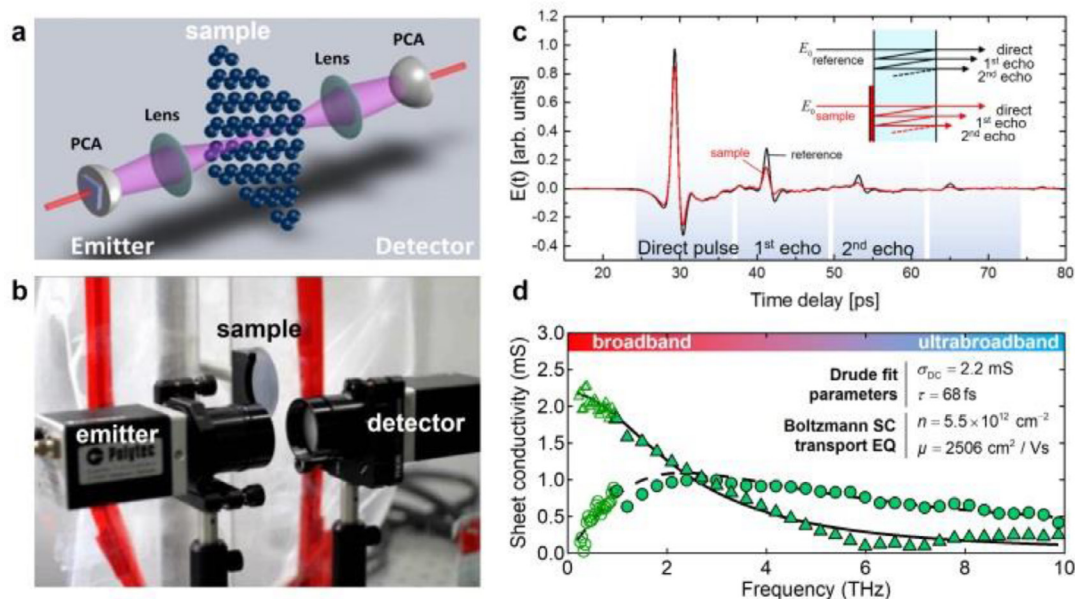 a
sample
Lens
PCA
Lens
PCA
Emitter
Detector
b
sample
emitter
detector
Polytec
c
E(t) [arb. units]
1.2
1.0
0.8
0.6
0.4
0.2
0.0
-0.2
-0.4
E₀
reference
direct
1ˢᵗ echo
2ⁿᵈ echo
E₀
sample
direct
1ˢᵗ echo
2ⁿᵈ echo
sample
reference
Direct pulse
1ˢᵗ echo
2ⁿᵈ echo
20 30 40 50 60 70 80
Time delay [ps]
d
Sheet conductivity (mS)
3.0
2.5
2.0
1.5
1.0
0.5
0.0
broadband
ultrabroadband
Drude fit
parameters
σDC = 2.2 mS
τ = 68 fs
Boltzmann SC
transport EQ
n = 5.5×10¹² cm⁻²
μ = 2506 cm² / Vs
0 2 4 6 8 10
Frequency (THz)